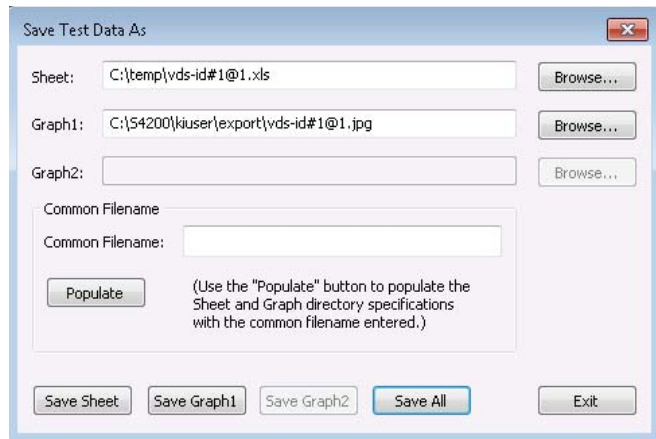 Save Test Data As
Sheet: C:\temp\vds-id#1@1.xls Browse...
Graph1: C:\S4200\kiuser\export\vds-id#1@1.jpg Browse...
Graph2: Browse...
Common Filename
Common Filename:
Populate
(Use the "Populate" button to populate the
Sheet and Graph directory specifications
with the common filename entered.)
Save Sheet Save Graph1 Save Graph2 Save All Exit